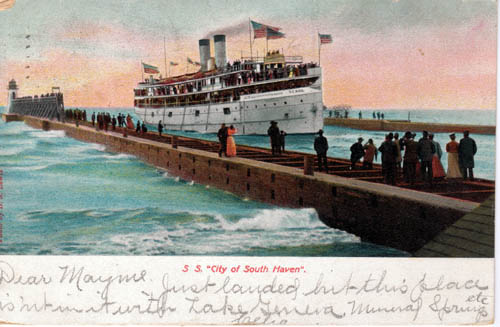 S S. "City of South Haven".
Dear Mayme. Just landed but this place
isn't in it with Lake Geneva Mineral Springs
etc